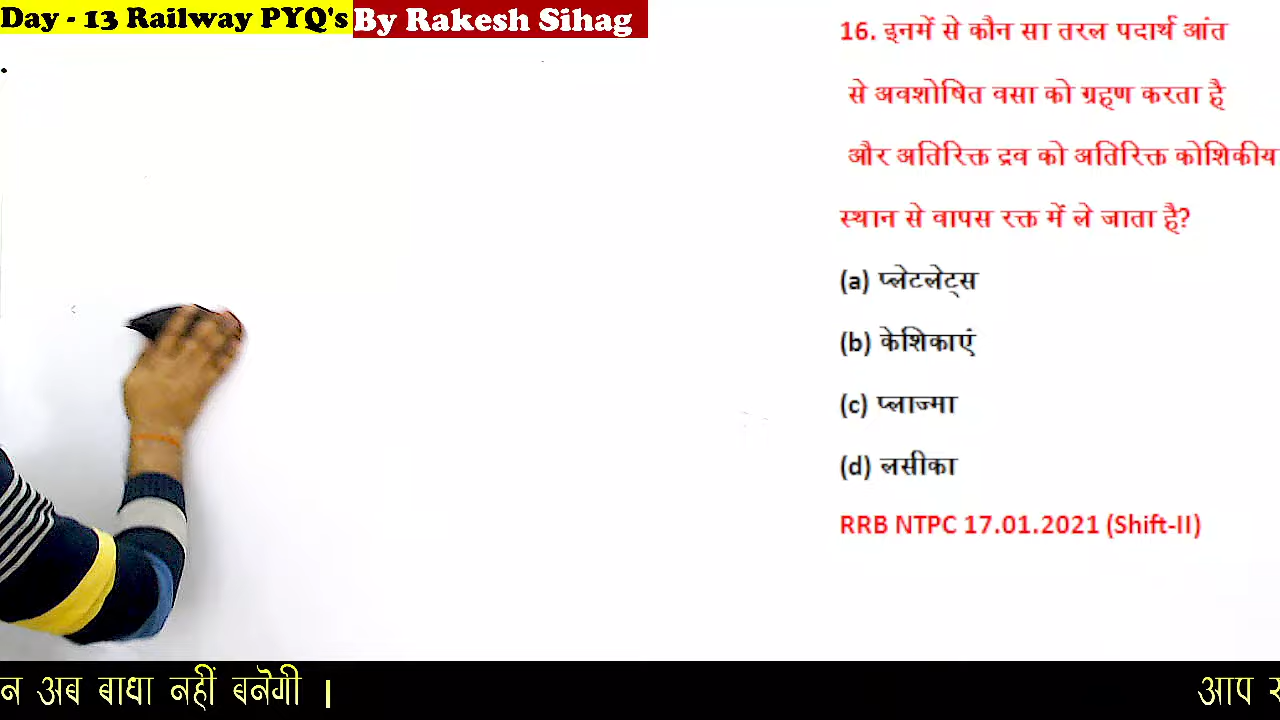 Day - 13 Railway PYQ's By Rakesh Sihag
16. इनमें से कौन सा तरल पदार्थ आंत
से अवशोषित वसा को ग्रहण करता है
और अतिरिक्त द्रव को अतिरिक्त कोशिकीय
स्थान से वापस रक्त में ले जाता है?
(a) प्लेटलेट्स
(b) केशिकाएं
(c) प्लाज्मा
(d) लसीका
RRB NTPC 17.01.2021 (Shift-II)
न अब बाधा नहीं बनेगी । आप